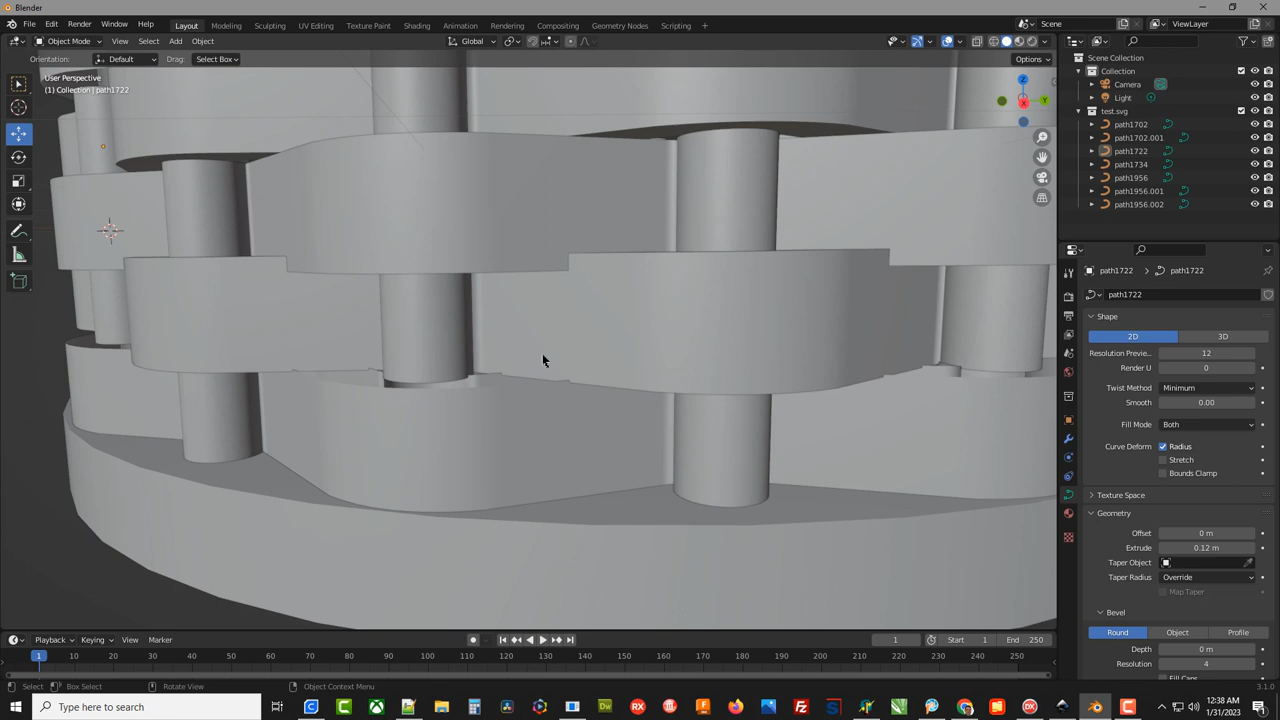 Blender
File Edit Render Window Help
Layout Modeling Sculpting UV Editing Texture Paint Shading Animation Rendering Compositing Geometry Nodes Scripting +
Scene ViewLayer
Object Mode View Select Add Object Global
Orientation: Default Drag: Select Box Options
User Perspective
(1) Collection | path1722
Z
Y
X
Scene Collection
Collection
Camera
Light
test.svg
path1702
path1702.001
path1722
path1734
path1956
path1956.001
path1956.002
path1722 path1722
path1722
Shape
2D 3D
Resolution Previe... 12
Render U 0
Twist Method Minimum
Smooth 0.00
Fill Mode Both
Curve Deform Radius
Stretch
Bounds Clamp
Texture Space
Geometry
Offset 0 m
Extrude 0.12 m
Taper Object
Taper Radius Override
Map Taper
Bevel
Round Object Profile
Depth 0 m
Resolution 4
Fill Caps
Playback Keying View Marker 1 Start 1 End 250
1 10 20 30 40 50 60 70 80 90 100 110 120 130 140 150 160 170 180 190 200 210 220 230 240 250
Select Box Select Rotate View Object Context Menu 3.1.0
Type here to search
12:38 AM
1/31/2023